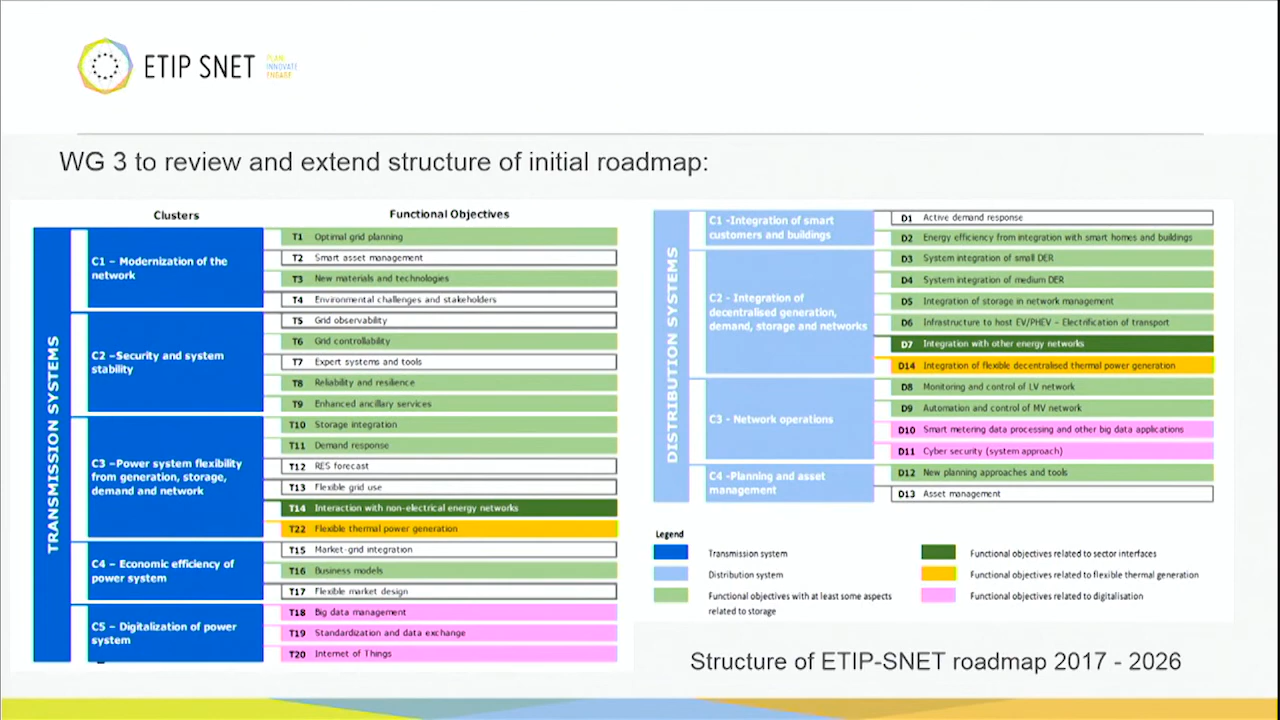 ETIP SNET
PLAN
INNOVATE
ENGAGE
WG 3 to review and extend structure of initial roadmap:
Clusters
Functional Objectives
TRANSMISSION SYSTEMS
C1 – Modernization of the
network
T1 Optimal grid planning
T2 Smart asset management
T3 New materials and technologies
T4 Environmental challenges and stakeholders
C2 –Security and system
stability
T5 Grid observability
T6 Grid controllability
T7 Expert systems and tools
T8 Reliability and resilience
T9 Enhanced ancillary services
C3 –Power system flexibility
from generation, storage,
demand and network
T10 Storage integration
T11 Demand response
T12 RES forecast
T13 Flexible grid use
T14 Interaction with non-electrical energy networks
T22 Flexible thermal power generation
C4 – Economic efficiency of
power system
T15 Market-grid integration
T16 Business models
T17 Flexible market design
C5 – Digitalization of power
system
T18 Big data management
T19 Standardization and data exchange
T20 Internet of Things
DISTRIBUTION SYSTEMS
C1 -Integration of smart
customers and buildings
D1 Active demand response
D2 Energy efficiency from integration with smart homes and buildings
C2 - Integration of
decentralised generation,
demand, storage and networks
D3 System integration of small DER
D4 System integration of medium DER
D5 Integration of storage in network management
D6 Infrastructure to host EV/PHEV – Electrification of transport
D7 Integration with other energy networks
D14 Integration of flexible decentralised thermal power generation
C3 - Network operations
D8 Monitoring and control of LV network
D9 Automation and control of MV network
D10 Smart metering data processing and other big data applications
D11 Cyber security (system approach)
C4 -Planning and asset
management
D12 New planning approaches and tools
D13 Asset management
Legend
Transmission system
Distribution system
Functional objectives with at least some aspects
related to storage
Functional objectives related to sector interfaces
Functional objectives related to flexible thermal generation
Functional objectives related to digitalisation
Structure of ETIP-SNET roadmap 2017 - 2026